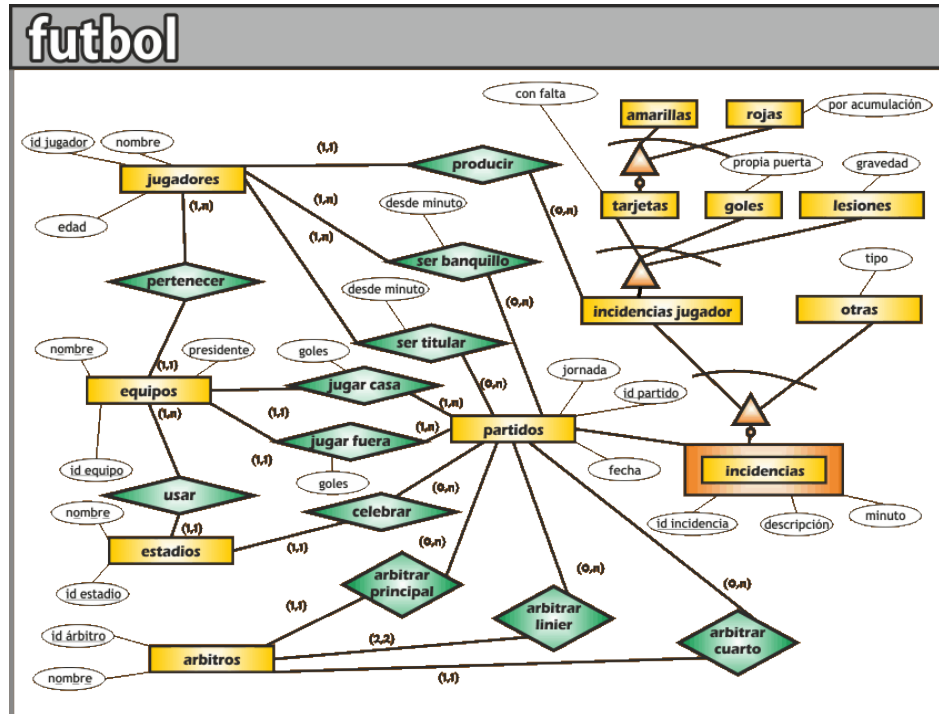 futbol
con falta
amarillas
rojas
por acumulación
id jugador
nombre
(1,1)
producir
propia puerta
gravedad
jugadores
(1,n)
(1,n)
desde minuto
(0,n)
tarjetas
goles
lesiones
edad
(1,n)
ser banquillo
tipo
pertenecer
(0,n)
desde minuto
incidencias jugador
otras
nombre
presidente
goles
ser titular
(1,1)
(0,n)
jornada
equipos
jugar casa
(1,n)
id partido
(1,n)
(1,1)
jugar fuera
(1,n)
partidos
id equipo
(1,1)
goles
fecha
incidencias
usar
(0,n)
nombre
celebrar
id incidencia
descripción
minuto
(1,1)
estadios
(1,1)
(0,n)
id estadio
arbitrar
principal
(0,n)
(0,n)
(1,1)
arbitrar
linier
id árbitro
(2,2)
arbitrar
cuarto
arbitros
nombre
(1,1)